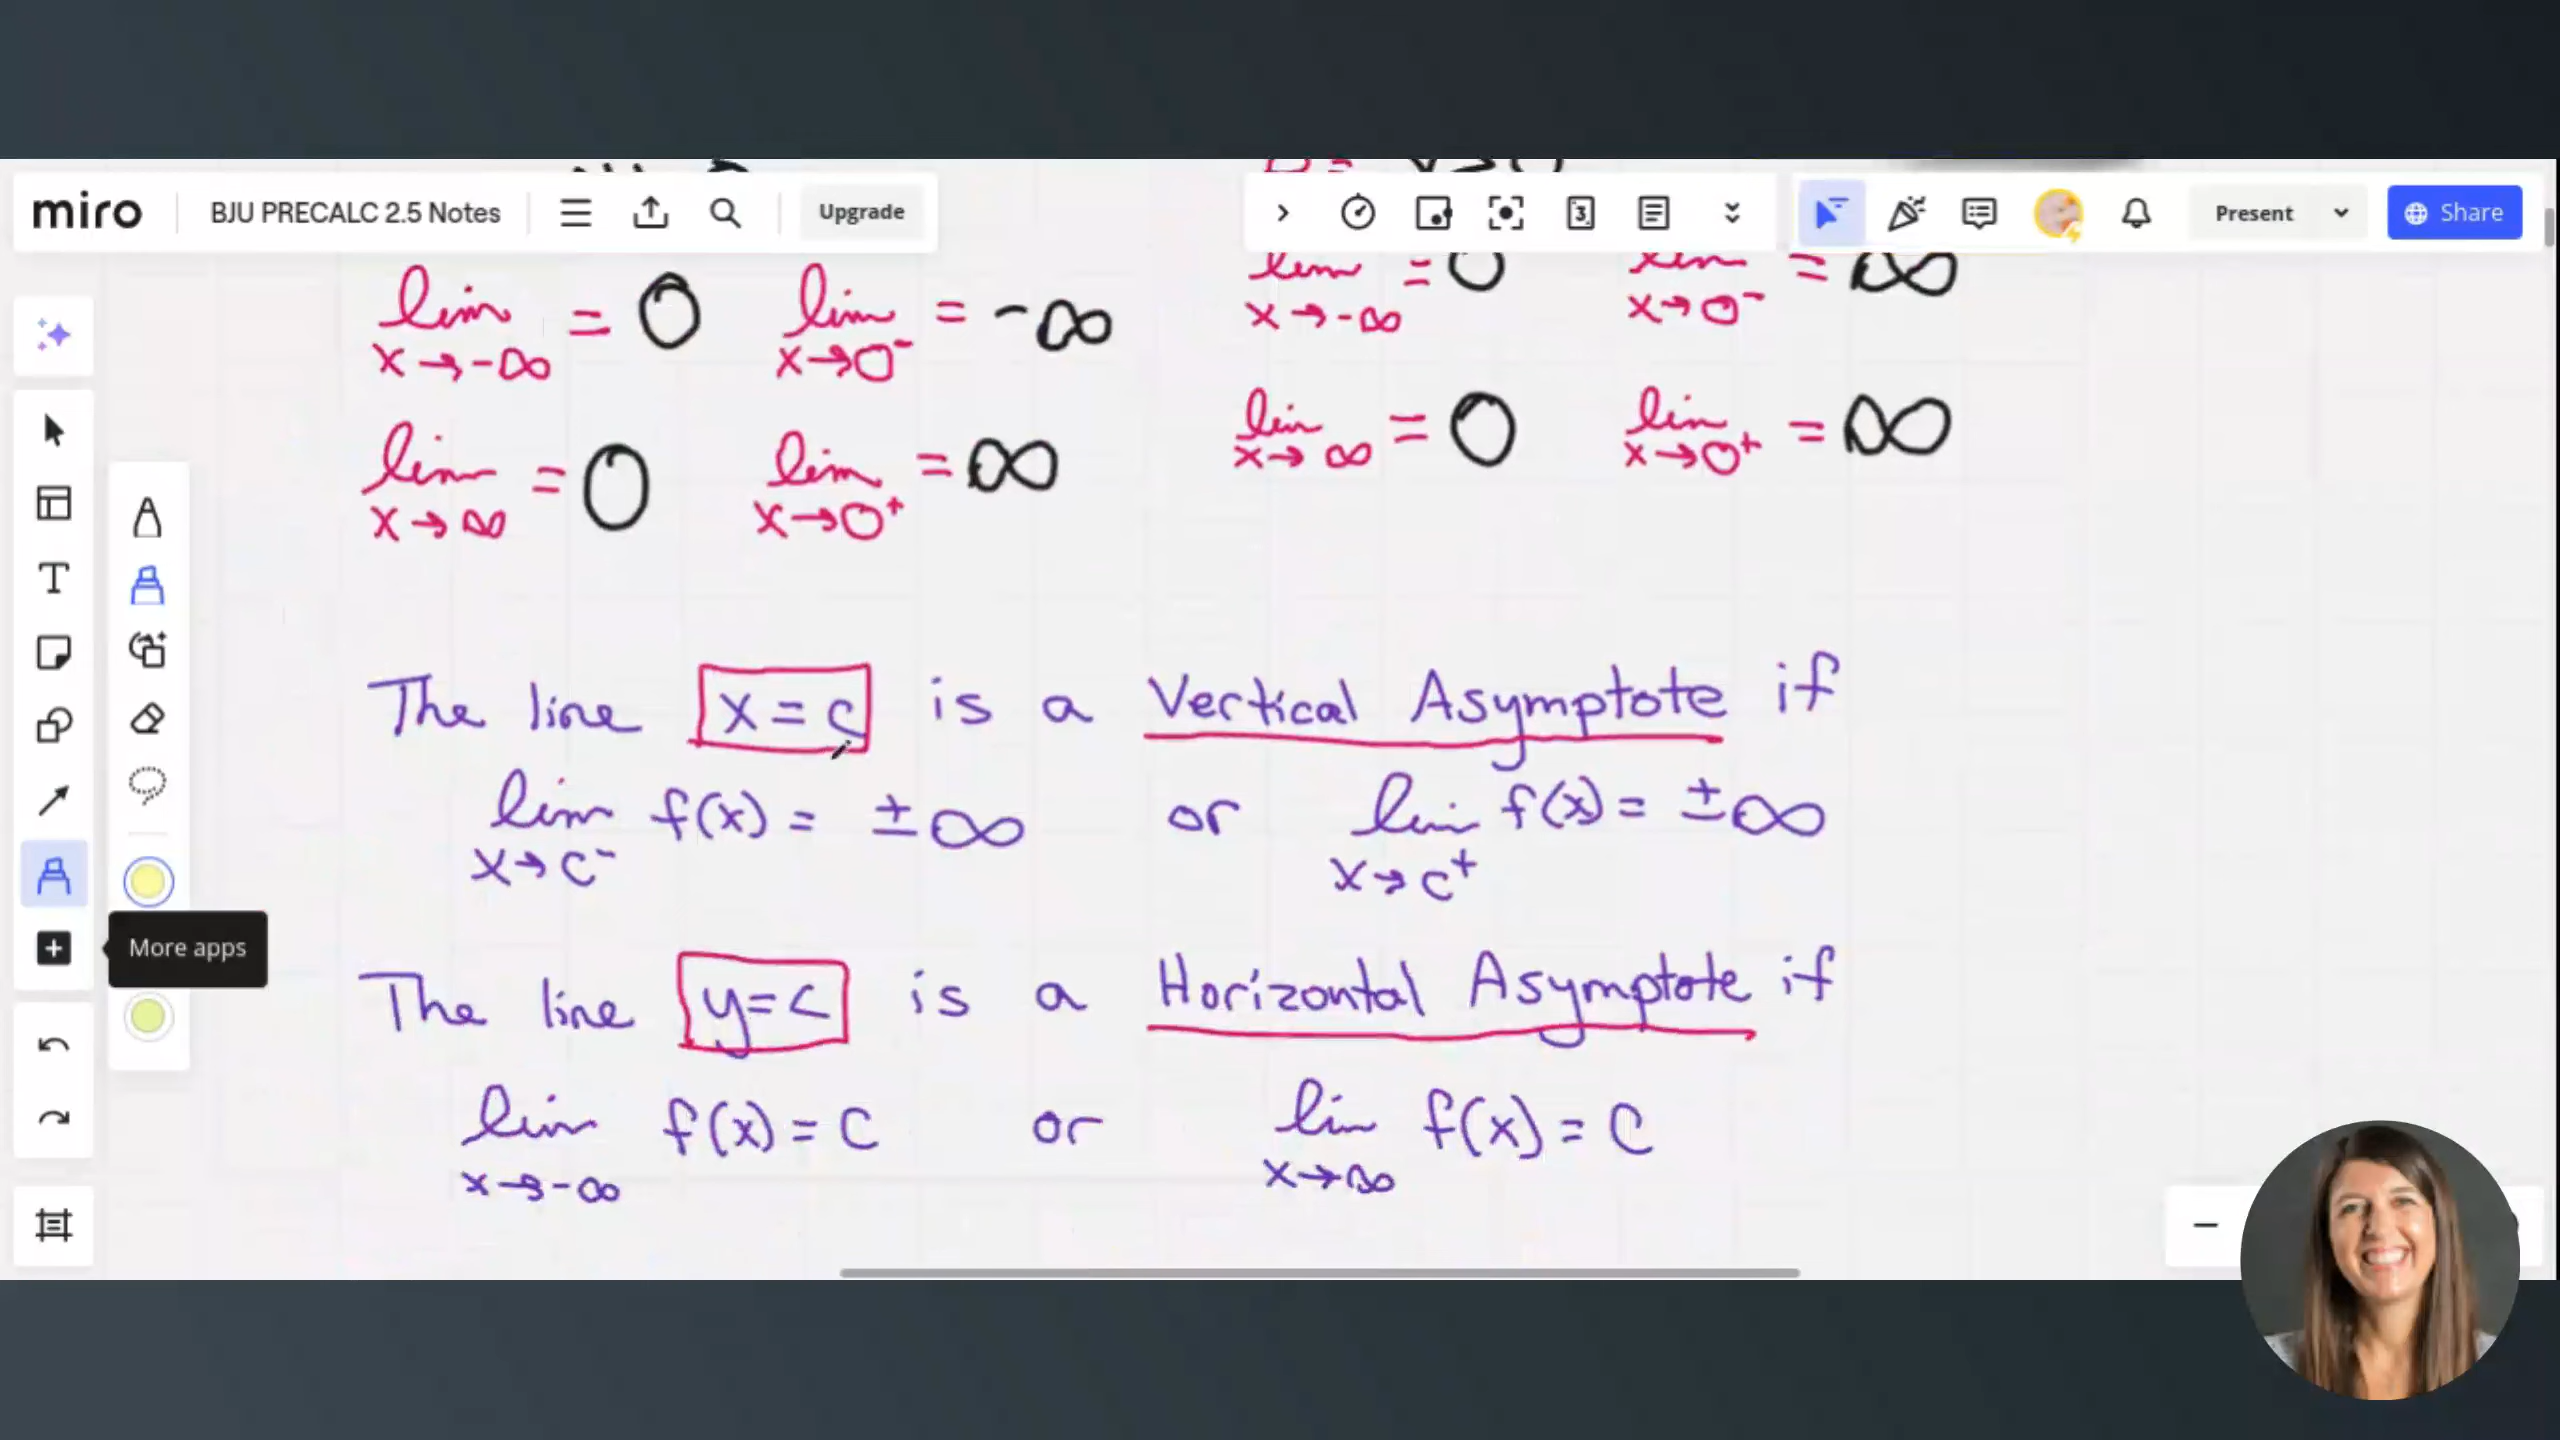 miro BJU PRECALC 2.5 Notes Upgrade Present Share
lim x→-∞ = 0 lim x→0⁻ = -∞
lim x→∞ = 0 lim x→0⁺ = ∞
lim x→-∞ = 0 lim x→0⁻ = ∞
lim x→∞ = 0 lim x→0⁺ = ∞
The line x = c is a Vertical Asymptote if
lim x→c⁻ f(x) = ±∞ or lim x→c⁺ f(x) = ±∞
More apps
The line y=c is a Horizontal Asymptote if
lim x→-∞ f(x) = c or lim x→∞ f(x) = c